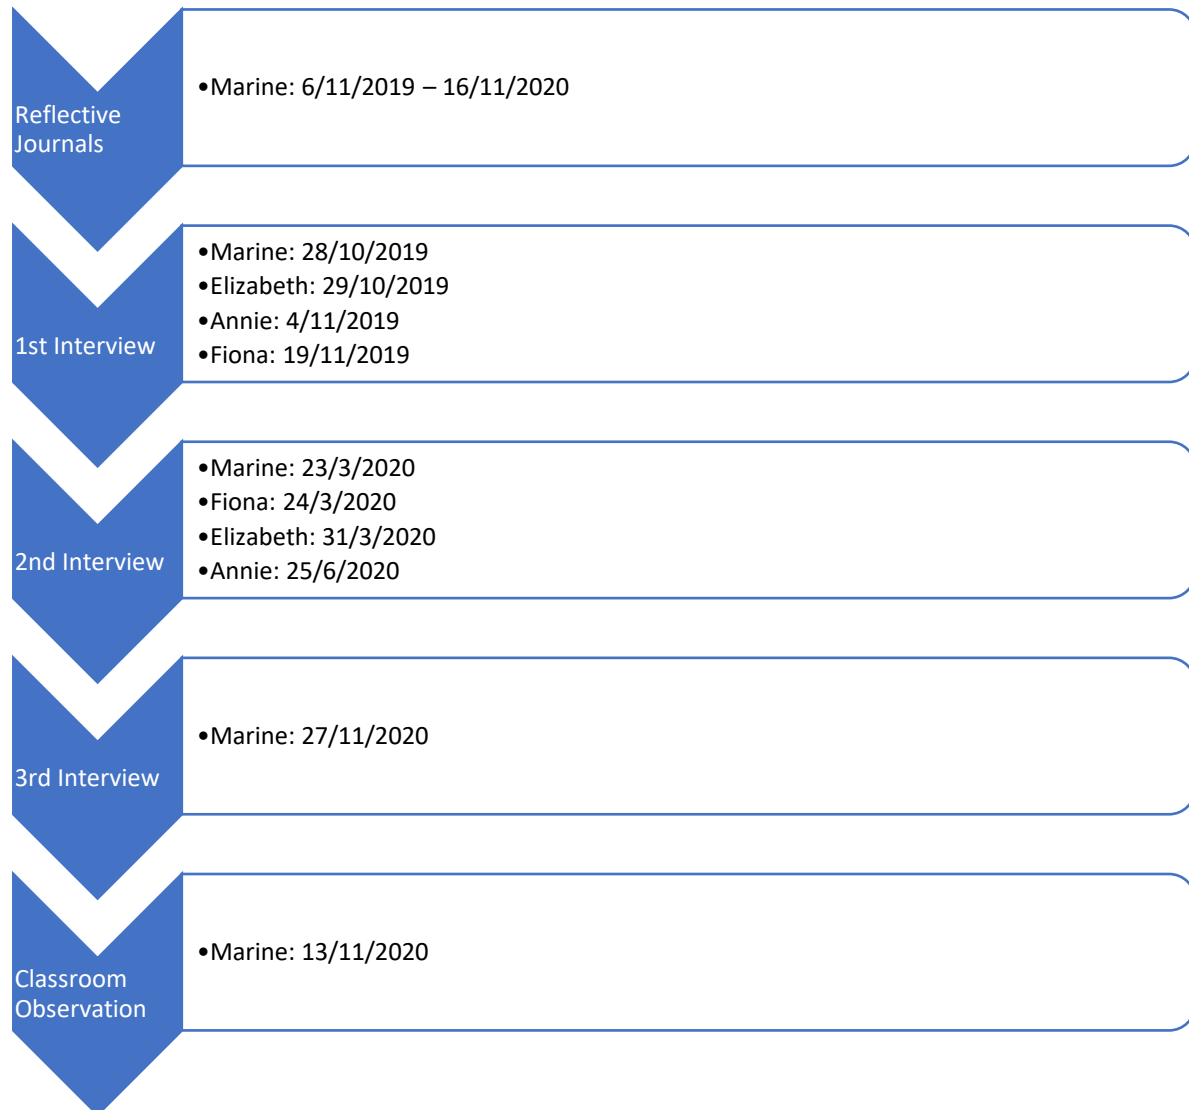 Reflective
Journals
•Marine: 6/11/2019 – 16/11/2020
1st Interview
•Marine: 28/10/2019
•Elizabeth: 29/10/2019
•Annie: 4/11/2019
•Fiona: 19/11/2019
2nd Interview
•Marine: 23/3/2020
•Fiona: 24/3/2020
•Elizabeth: 31/3/2020
•Annie: 25/6/2020
3rd Interview
•Marine: 27/11/2020
Classroom
Observation
•Marine: 13/11/2020